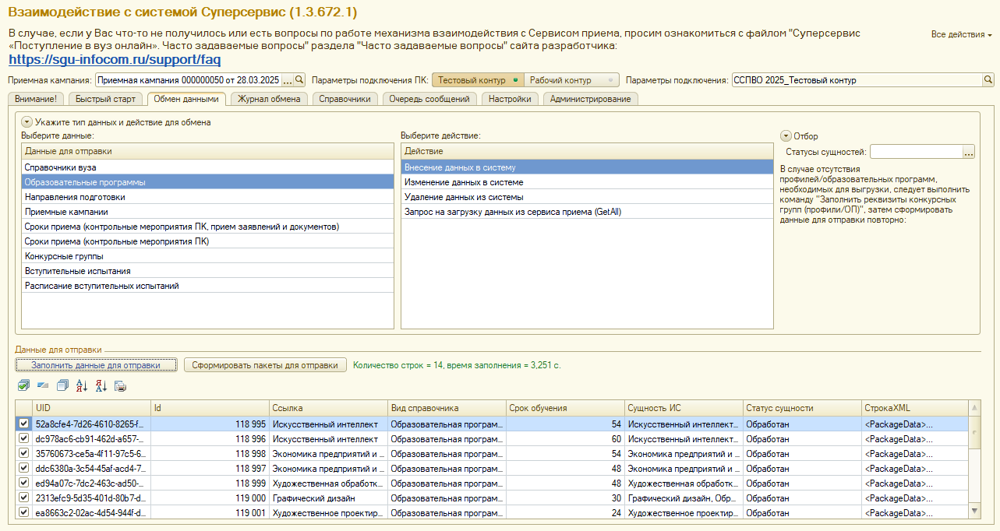 Взаимодействие с системой Суперсервис (1.3.672.1)
В случае, если у Вас что-то не получилось или есть вопросы по работе механизма взаимодействия с Сервисом приема, просим ознакомиться с файлом "Суперсервис
«Поступление в вуз онлайн». Часто задаваемые вопросы" раздела "Часто задаваемые вопросы" сайта разработчика:
https://sgu-infocom.ru/support/faq
Все действия
Приемная кампания: Приемная кампания 000000050 от 28.03.2025 ... Параметры подключения ПК: Тестовый контур Рабочий контур Параметры подключения: ССПВО 2025_Тестовый контур
Внимание! Быстрый старт Обмен данными Журнал обмена Справочники Очередь сообщений Настройки Администрирование
Укажите тип данных и действие для обмена
Выберите данные:
Данные для отправки
Справочники вуза
Образовательные программы
Направления подготовки
Приемные кампании
Сроки приема (контрольные мероприятия ПК, прием заявлений и документов)
Сроки приема (контрольные мероприятия ПК)
Конкурсные группы
Вступительные испытания
Расписание вступительных испытаний
Выберите действие:
Действие
Внесение данных в систему
Изменение данных в системе
Удаление данных из системы
Запрос на загрузку данных из сервиса приема (GetAll)
Отбор
Статусы сущностей: ...
В случае отсутствия
профилей/образовательных программ,
необходимых для выгрузки, следует выполнить
команду "Заполнить реквизиты конкурсных
групп (профили/ОП)", затем сформировать
данные для отправки повторно:
Данные для отправки
Заполнить данные для отправки Сформировать пакеты для отправки Количество строк = 14, время заполнения = 3,251 с.
UID Id Ссылка Вид справочника Срок обучения Сущность ИС Статус сущности СтрокаXML
52a8cfe4-7d26-4610-8265-f... 118 995 Искусственный интеллект Образовательная програм... 54 Искусственный интеллект... Обработан <PackageData>...
dc978ac6-cb91-462d-a657-... 118 996 Искусственный интеллект Образовательная програм... 60 Искусственный интеллект... Обработан <PackageData>...
35760673-ce5a-4f11-97c5-6... 118 998 Экономика предприятий и ... Образовательная програм... 54 Экономика предприятий и ... Обработан <PackageData>...
ddc6380a-3c54-45af-acd4-7... 118 997 Экономика предприятий и ... Образовательная програм... 48 Экономика предприятий и ... Обработан <PackageData>...
ed94a07c-7dc2-463c-ad50-... 118 999 Художественная обработк... Образовательная програм... 48 Художественная обработк... Обработан <PackageData>...
2313efc9-5d35-401d-80b7-d... 119 000 Графический дизайн Образовательная програм... 30 Графический дизайн, Обр... Обработан <PackageData>...
ea8663c2-02ac-4d54-944f-d... 119 001 Художественное проектир... Образовательная програм... 24 Художественное проектир... Обработан <PackageData>...